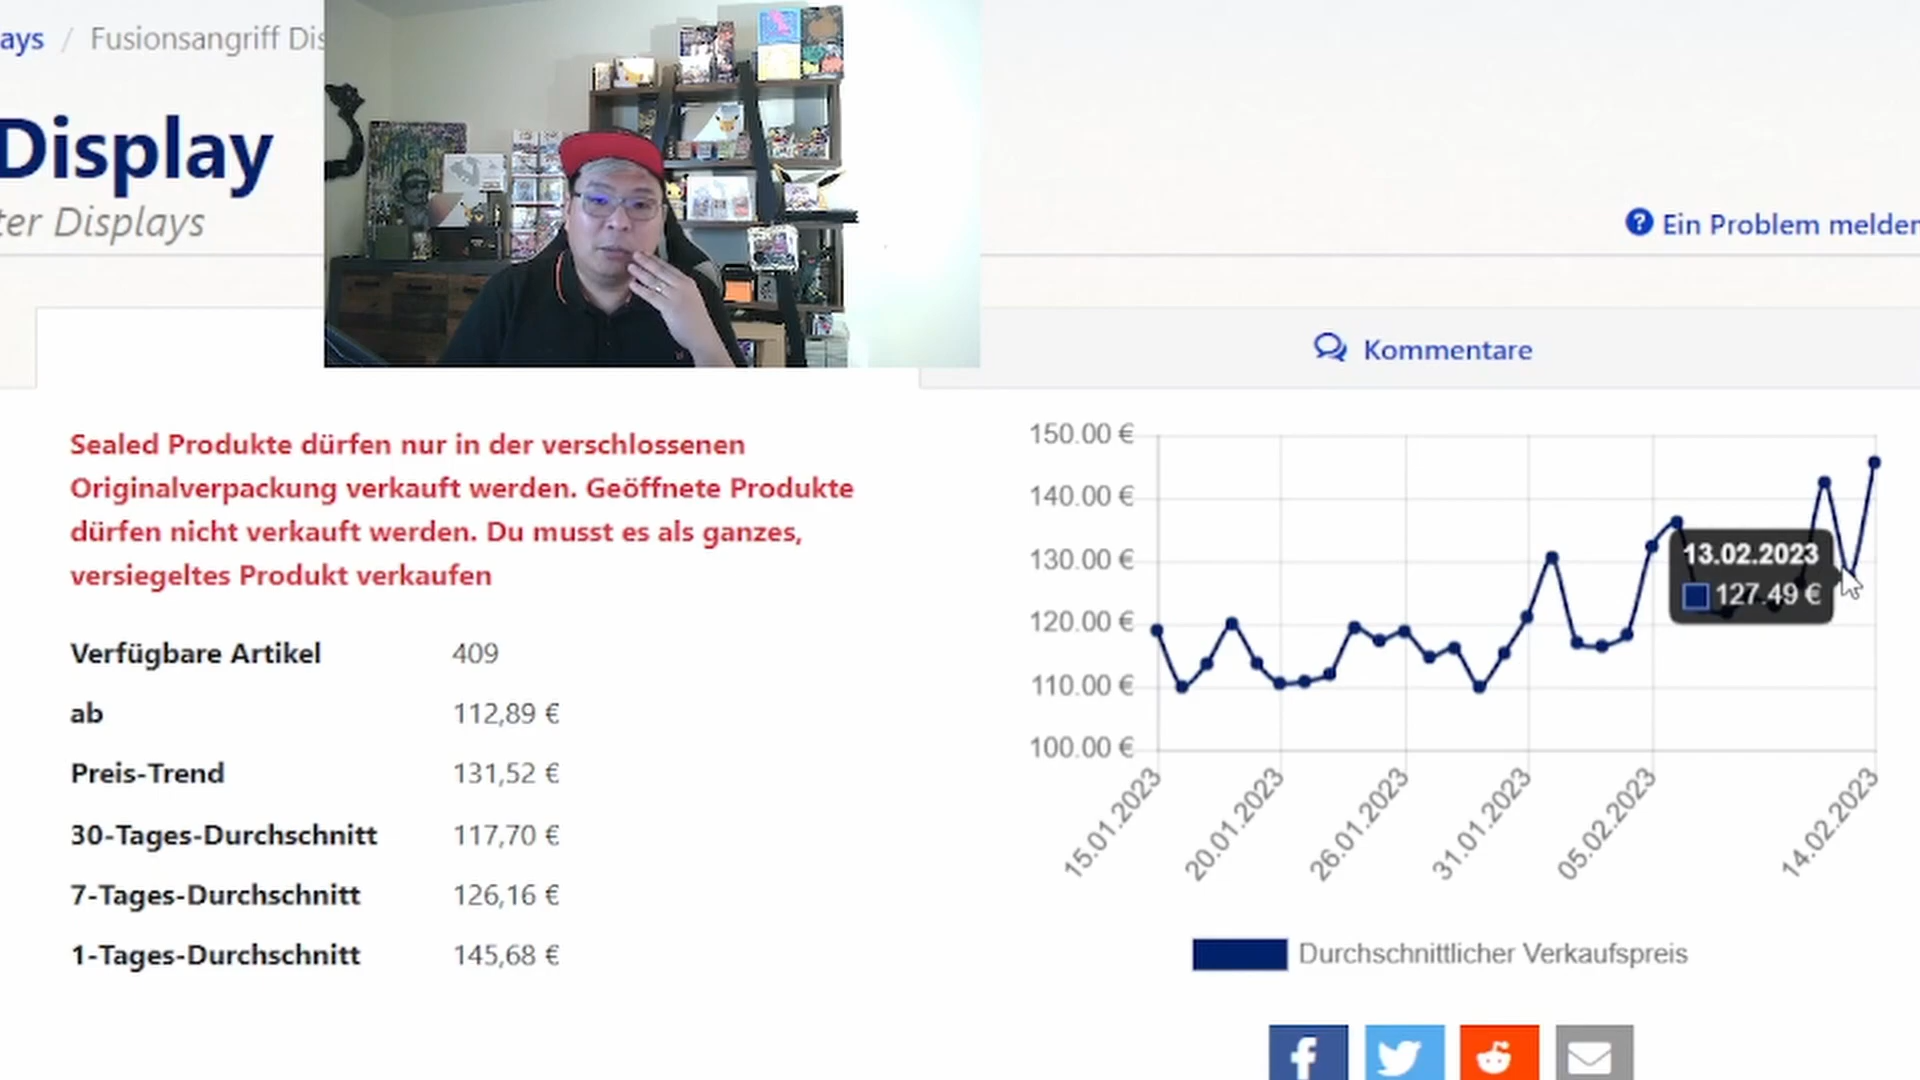 ays / Fusionsangriff Dis
Display
ter Displays
Ein Problem melden
Kommentare
Sealed Produkte dürfen nur in der verschlossenen
Originalverpackung verkauft werden. Geöffnete Produkte
dürfen nicht verkauft werden. Du musst es als ganzes,
versiegeltes Produkt verkaufen
Verfügbare Artikel 409
ab 112,89 €
Preis-Trend 131,52 €
30-Tages-Durchschnitt 117,70 €
7-Tages-Durchschnitt 126,16 €
1-Tages-Durchschnitt 145,68 €
150.00 €
140.00 €
130.00 €
120.00 €
110.00 €
100.00 €
13.02.2023
127.49 €
15.01.2023
20.01.2023
26.01.2023
31.01.2023
05.02.2023
14.02.2023
Durchschnittlicher Verkaufspreis